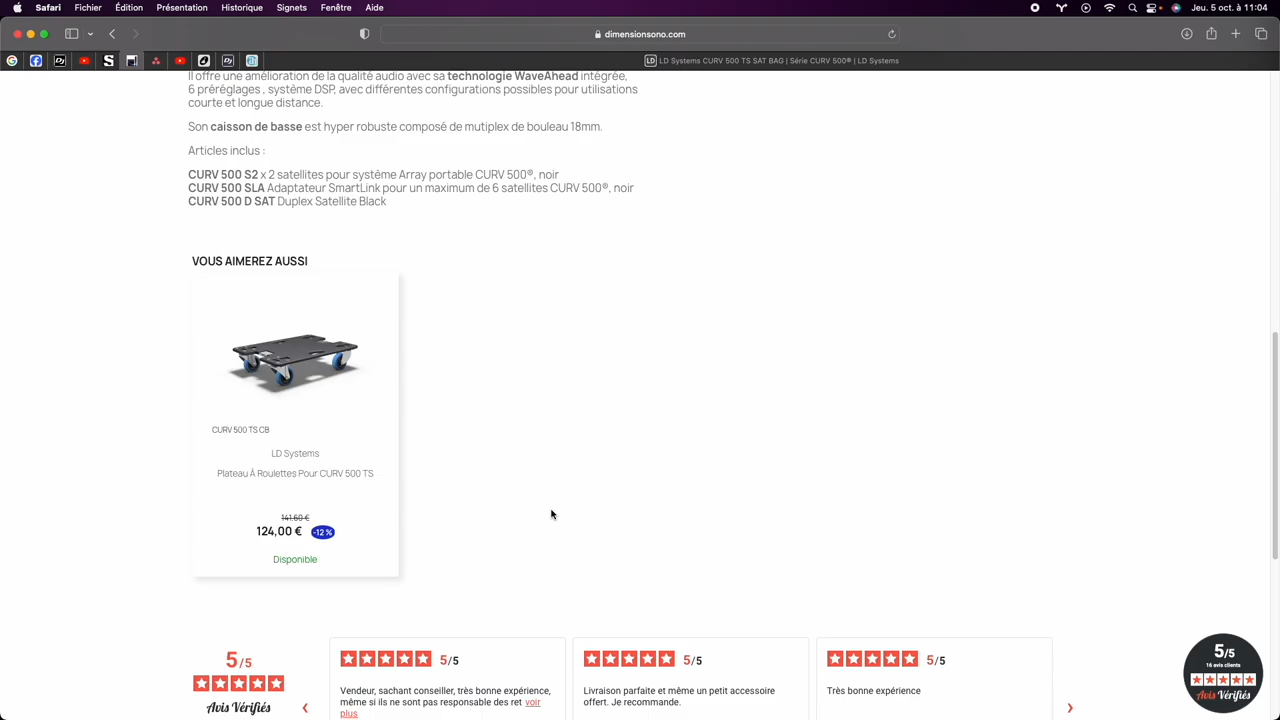 Safari Fichier Édition Présentation Historique Signets Fenêtre Aide Jeu. 5 oct. à 11:04
dimensionsono.com
LD Systems CURV 500 TS SAT BAG | Série CURV 500® | LD Systems
Il offre une amélioration de la qualité audio avec sa technologie WaveAhead intégrée,
6 préréglages , système DSP, avec différentes configurations possibles pour utilisations
courte et longue distance.
Son caisson de basse est hyper robuste composé de mutiplex de bouleau 18mm.
Articles inclus :
CURV 500 S2 x 2 satellites pour système Array portable CURV 500®, noir
CURV 500 SLA Adaptateur SmartLink pour un maximum de 6 satellites CURV 500®, noir
CURV 500 D SAT Duplex Satellite Black
VOUS AIMEREZ AUSSI
CURV 500 TS CB
LD Systems
Plateau À Roulettes Pour CURV 500 TS
141,60 €
124,00 € -12 %
Disponible
5/5
Avis Vérifiés
5/5
Vendeur, sachant conseiller, très bonne expérience,
même si ils ne sont pas responsable des ret voir
plus
5/5
Livraison parfaite et même un petit accessoire
offert. Je recommande.
5/5
Très bonne expérience
5/5
16 avis clients
Avis Vérifiés